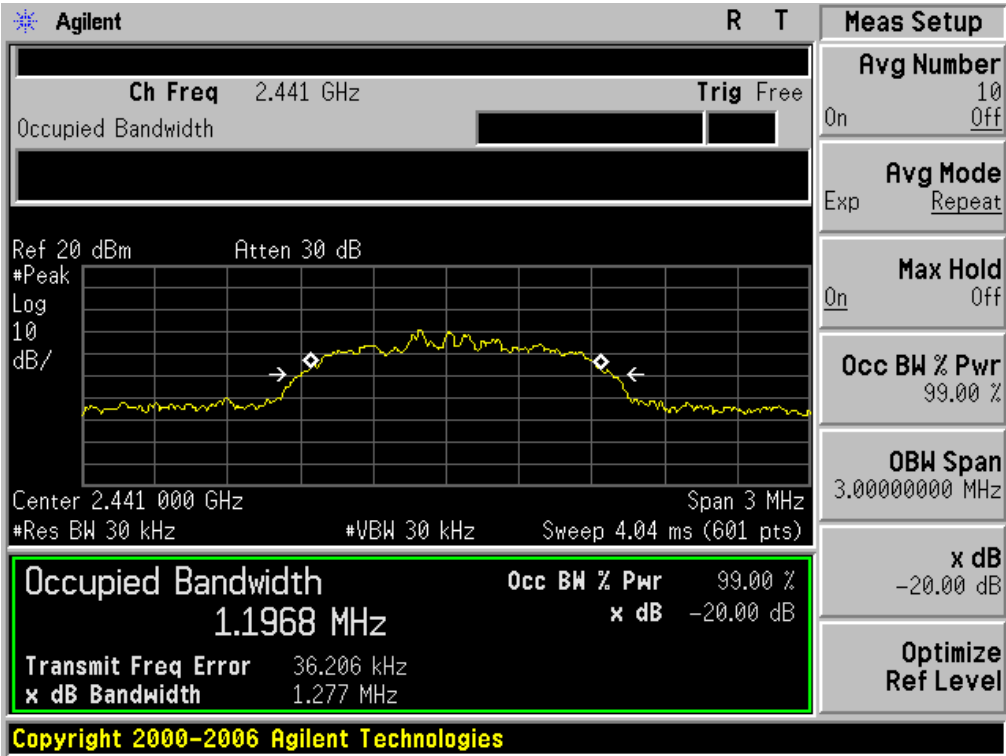 Agilent R T
Ch Freq 2.441 GHz Trig Free
Occupied Bandwidth
Ref 20 dBm Atten 30 dB
#Peak
Log
10
dB/
Center 2.441 000 GHz Span 3 MHz
#Res BW 30 kHz #VBW 30 kHz Sweep 4.04 ms (601 pts)
Occupied Bandwidth
1.1968 MHz
Occ BW % Pwr 99.00 %
x dB -20.00 dB
Transmit Freq Error 36.206 kHz
x dB Bandwidth 1.277 MHz
Copyright 2000-2006 Agilent Technologies
Meas Setup
Avg Number
10
On Off
Avg Mode
Exp Repeat
Max Hold
On Off
Occ BW % Pwr
99.00 %
OBW Span
3.00000000 MHz
x dB
-20.00 dB
Optimize
Ref Level